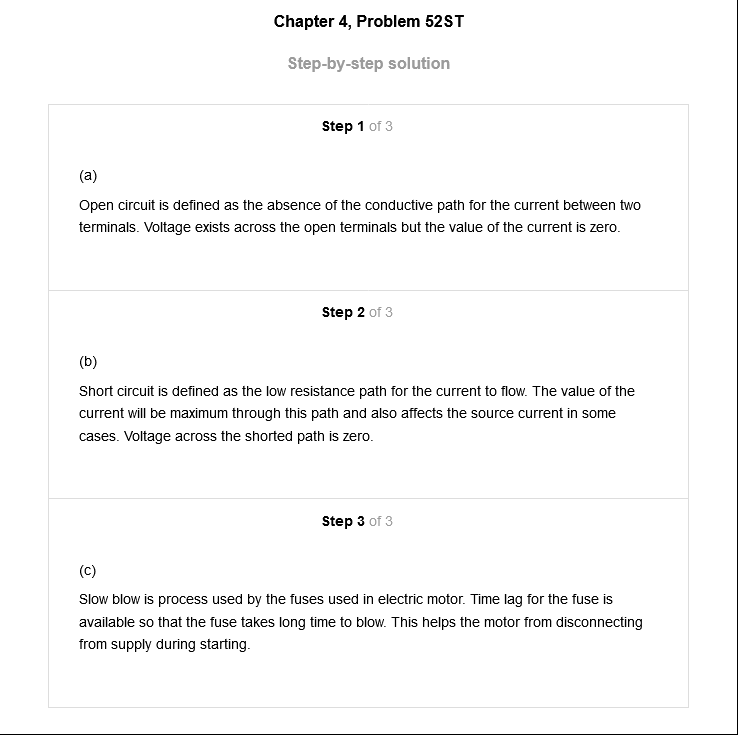 Chapter 4, Problem 52ST
Step-by-step solution
Step 1 of 3
(a)
Open circuit is defined as the absence of the conductive path for the current between two
terminals. Voltage exists across the open terminals but the value of the current is zero.
Step 2 of 3
(b)
Short circuit is defined as the low resistance path for the current to flow. The value of the
current will be maximum through this path and also affects the source current in some
cases. Voltage across the shorted path is zero.
Step 3 of 3
(c)
Slow blow is process used by the fuses used in electric motor. Time lag for the fuse is
available so that the fuse takes long time to blow. This helps the motor from disconnecting
from supply during starting.